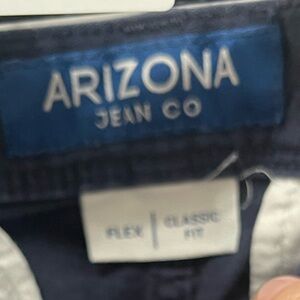 ARIZONA
JEAN CO
FLEX | CLASSIC
FIT